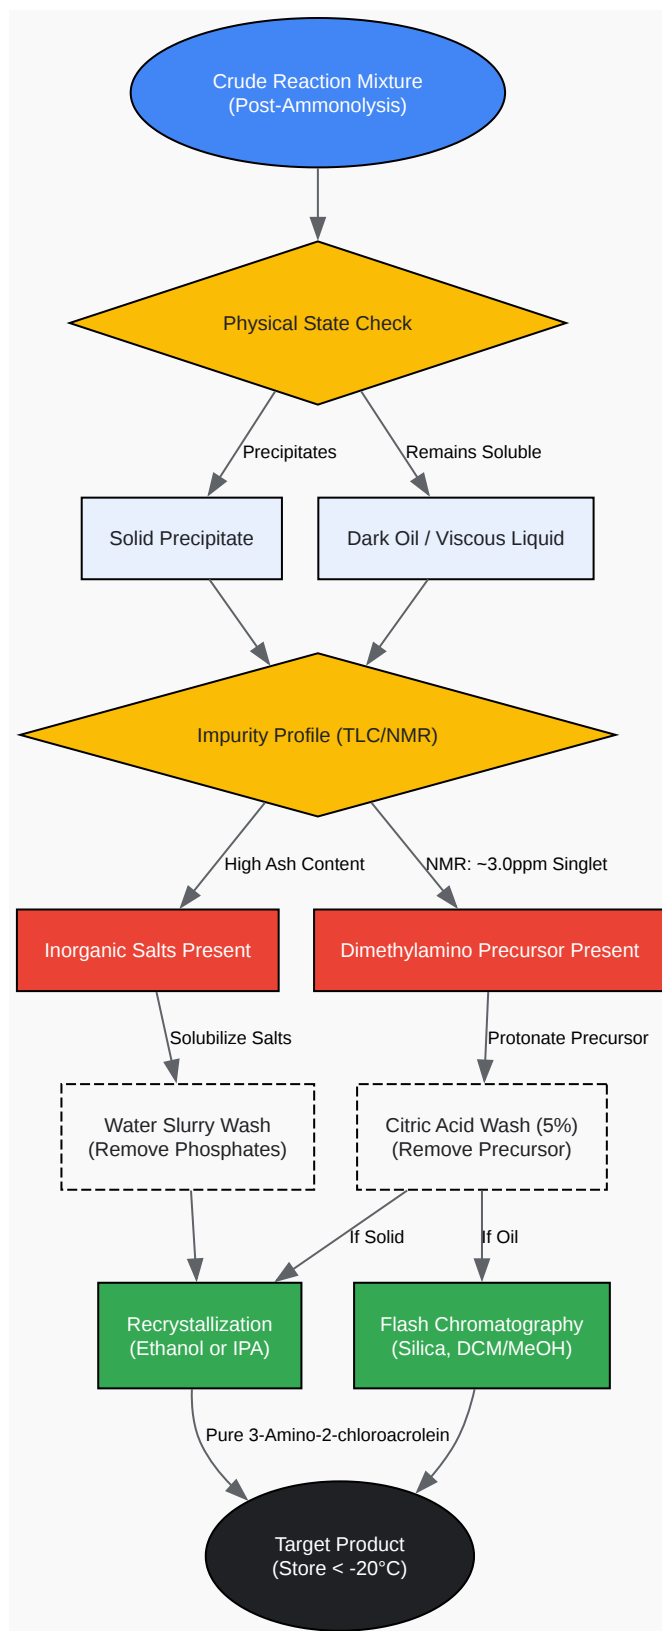 Crude Reaction Mixture
(Post-Ammonolysis)
Physical State Check
Precipitates
Remains Soluble
Solid Precipitate
Dark Oil / Viscous Liquid
Impurity Profile (TLC/NMR)
High Ash Content
NMR: ~3.0ppm Singlet
Inorganic Salts Present
Dimethylamino Precursor Present
Solubilize Salts
Protonate Precursor
Water Slurry Wash
(Remove Phosphates)
Citric Acid Wash (5%)
(Remove Precursor)
If Solid
If Oil
Recrystallization
(Ethanol or IPA)
Flash Chromatography
(Silica, DCM/MeOH)
Pure 3-Amino-2-chloroacrolein
Target Product
(Store < -20°C)